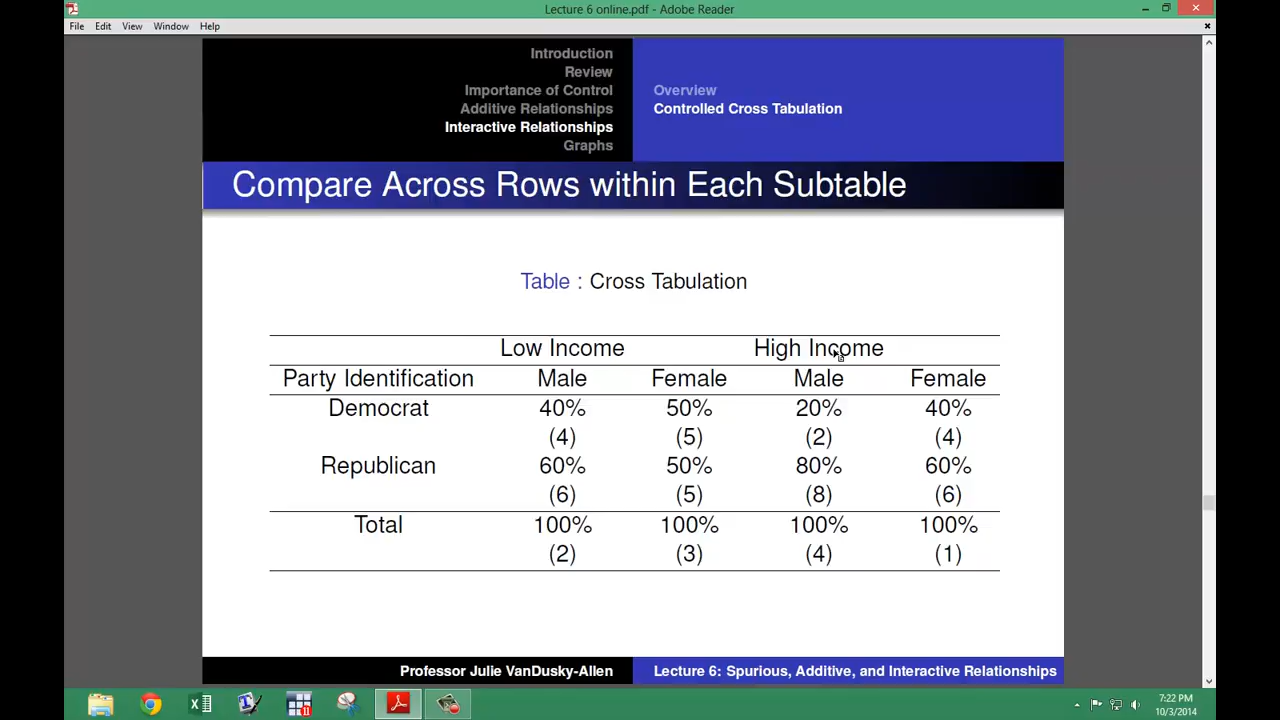 Lecture 6 online.pdf - Adobe Reader
File Edit View Window Help
Introduction
Review
Importance of Control
Additive Relationships
Interactive Relationships
Graphs
Overview
Controlled Cross Tabulation
Compare Across Rows within Each Subtable
Table : Cross Tabulation
Low Income High Income
Party Identification Male Female Male Female
Democrat 40% 50% 20% 40%
(4) (5) (2) (4)
Republican 60% 50% 80% 60%
(6) (5) (8) (6)
Total 100% 100% 100% 100%
(2) (3) (4) (1)
Professor Julie VanDusky-Allen Lecture 6: Spurious, Additive, and Interactive Relationships
7:22 PM
10/3/2014